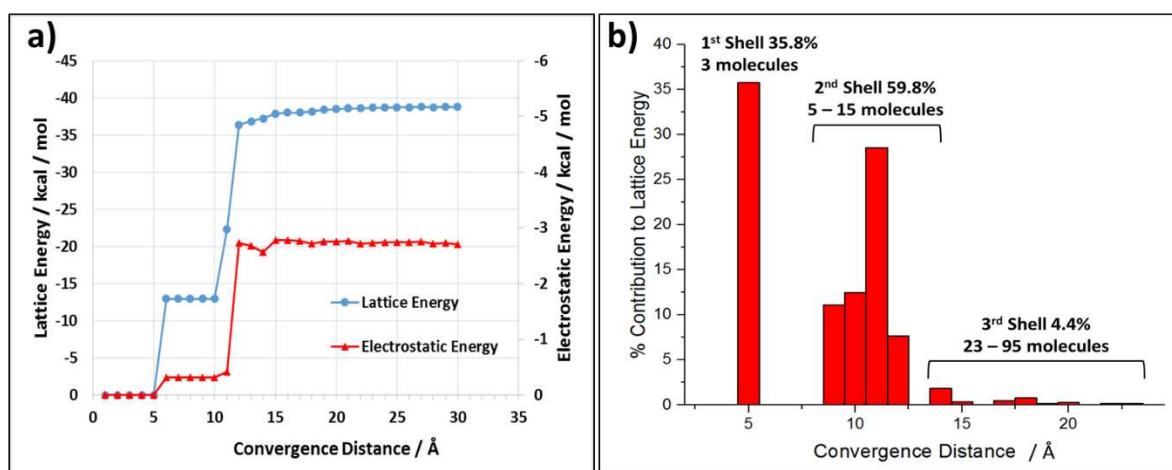 a)
-45
-40
-35
-30
-25
-20
-15
-10
-5
0
Lattice Energy / kcal / mol
-6
-5
-4
-3
-2
-1
0
Electrostatic Energy / kcal / mol
Lattice Energy
Electrostatic Energy
0 5 10 15 20 25 30 35
Convergence Distance / Å
b)
40
35
30
25
20
15
10
5
0
% Contribution to Lattice Energy
1st Shell 35.8%
3 molecules
2nd Shell 59.8%
5 – 15 molecules
3rd Shell 4.4%
23 – 95 molecules
5 10 15 20
Convergence Distance / Å